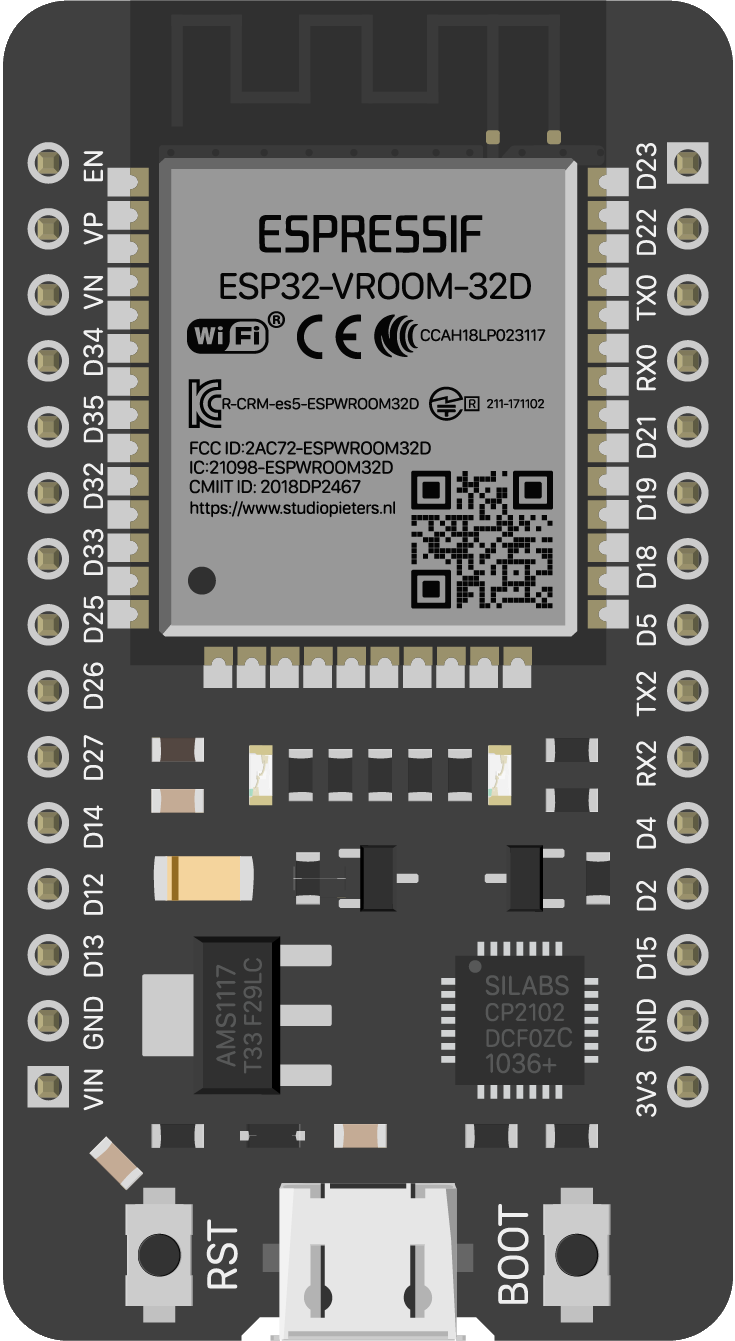 ESPRESSIF
ESP32-VROOM-32D
Wi Fi ® CE CCAH18LP023117
R-CRM-es5-ESPWROOM32D R 211-171102
FCC ID:2AC72-ESPWROOM32D
IC:21098-ESPWROOM32D
CMIIT ID: 2018DP2467
https://www.studiopieters.nl
EN
VP
VN
D34
D35
D32
D33
D25
D26
D27
D14
D12
D13
GND
VIN
D23
D22
TX0
RX0
D21
D19
D18
D5
TX2
RX2
D4
D2
D15
GND
3V3
AMS1117
T33 F29LC
SILABS
CP2102
DCF0ZC
1036+
RST
BOOT